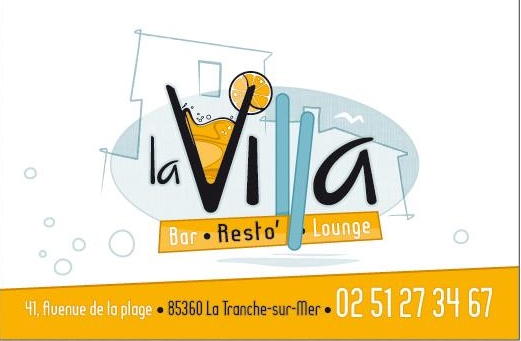 la Villa
Bar • Resto' • Lounge
41, Avenue de la plage • 85360 La Tranche-sur-Mer • 02 51 27 34 67